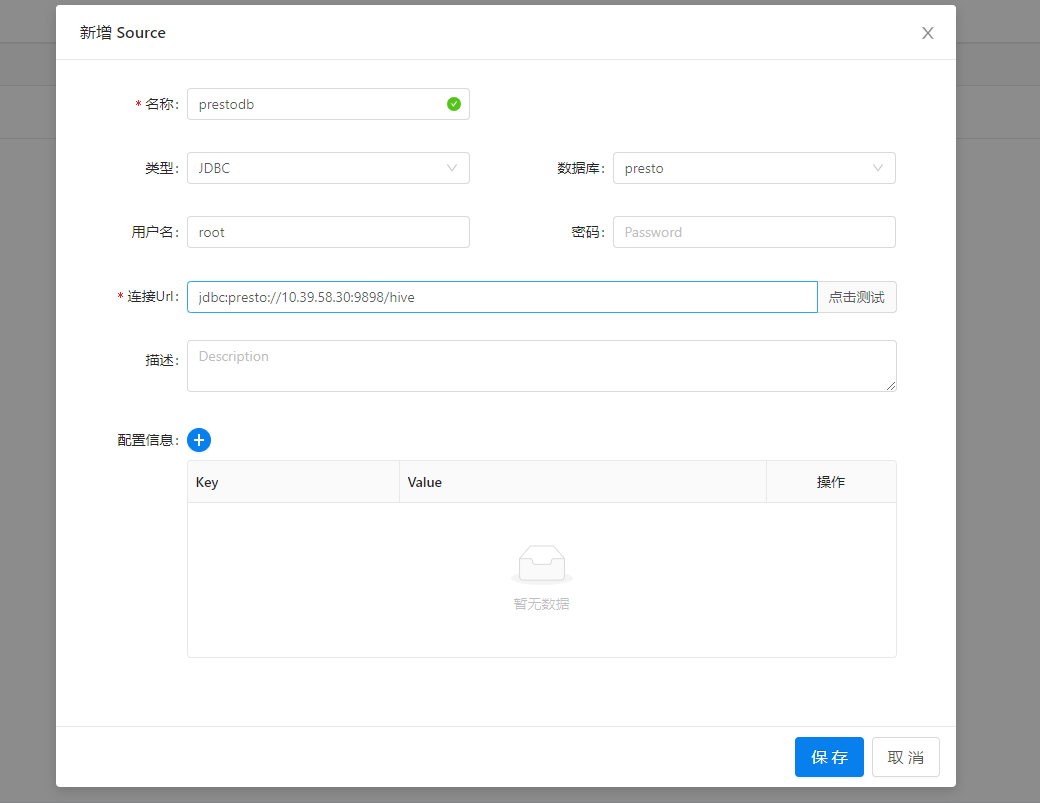 新增 Source
* 名称: prestodb
类型: JDBC 数据库: presto
用户名: root 密码: Password
* 连接Url: jdbc:presto://10.39.58.30:9898/hive 点击测试
描述: Description
配置信息:
Key Value 操作
暂无数据
保 存 取 消